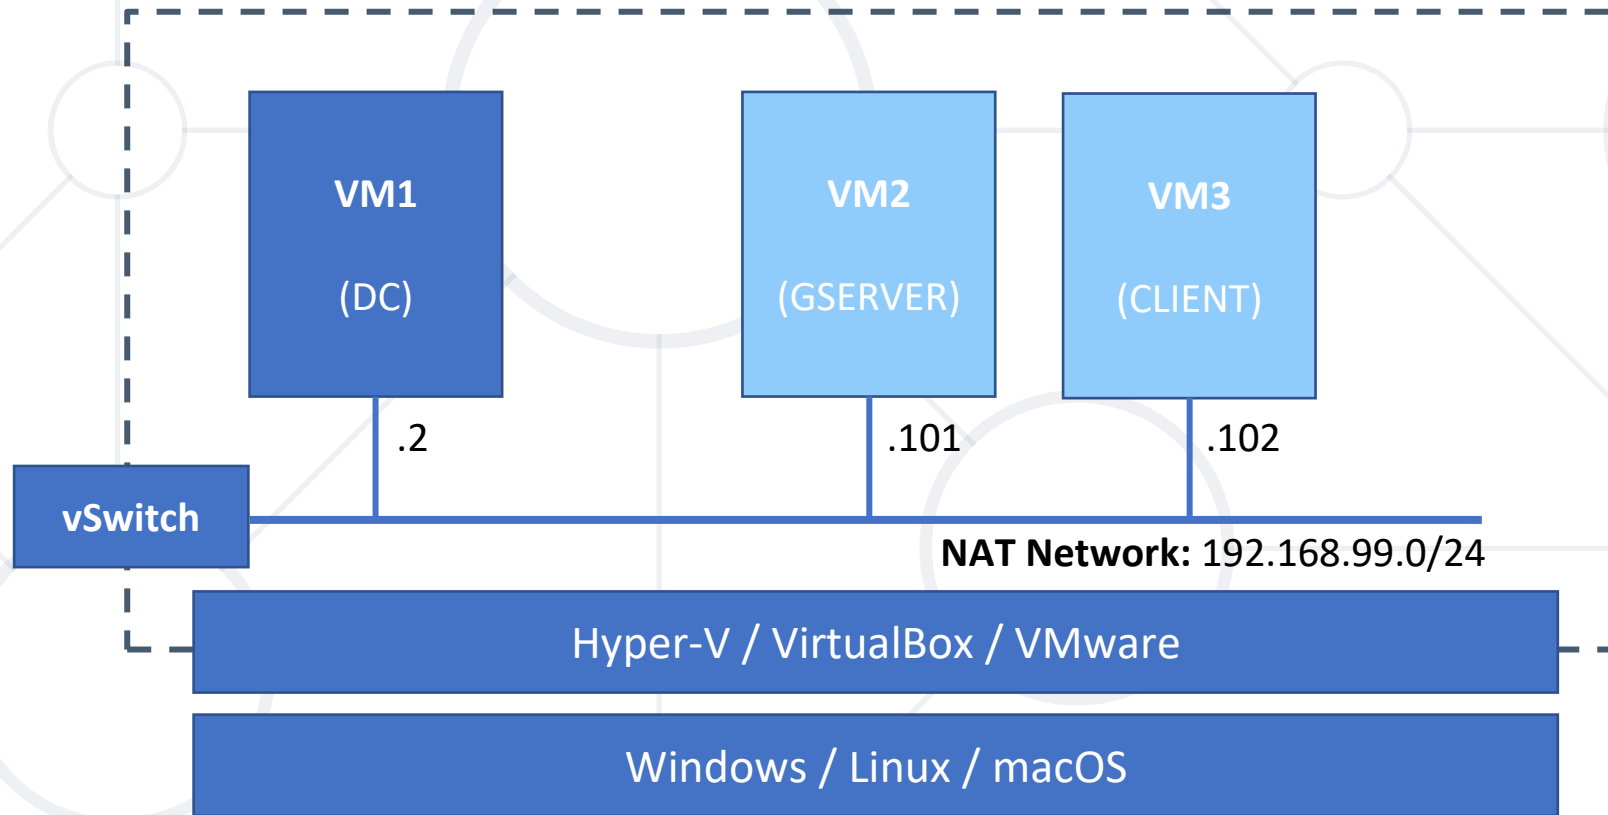 VM1
(DC)
VM2
(GSERVER)
VM3
(CLIENT)
.2
.101
.102
vSwitch
NAT Network: 192.168.99.0/24
Hyper-V / VirtualBox / VMware
Windows / Linux / macOS